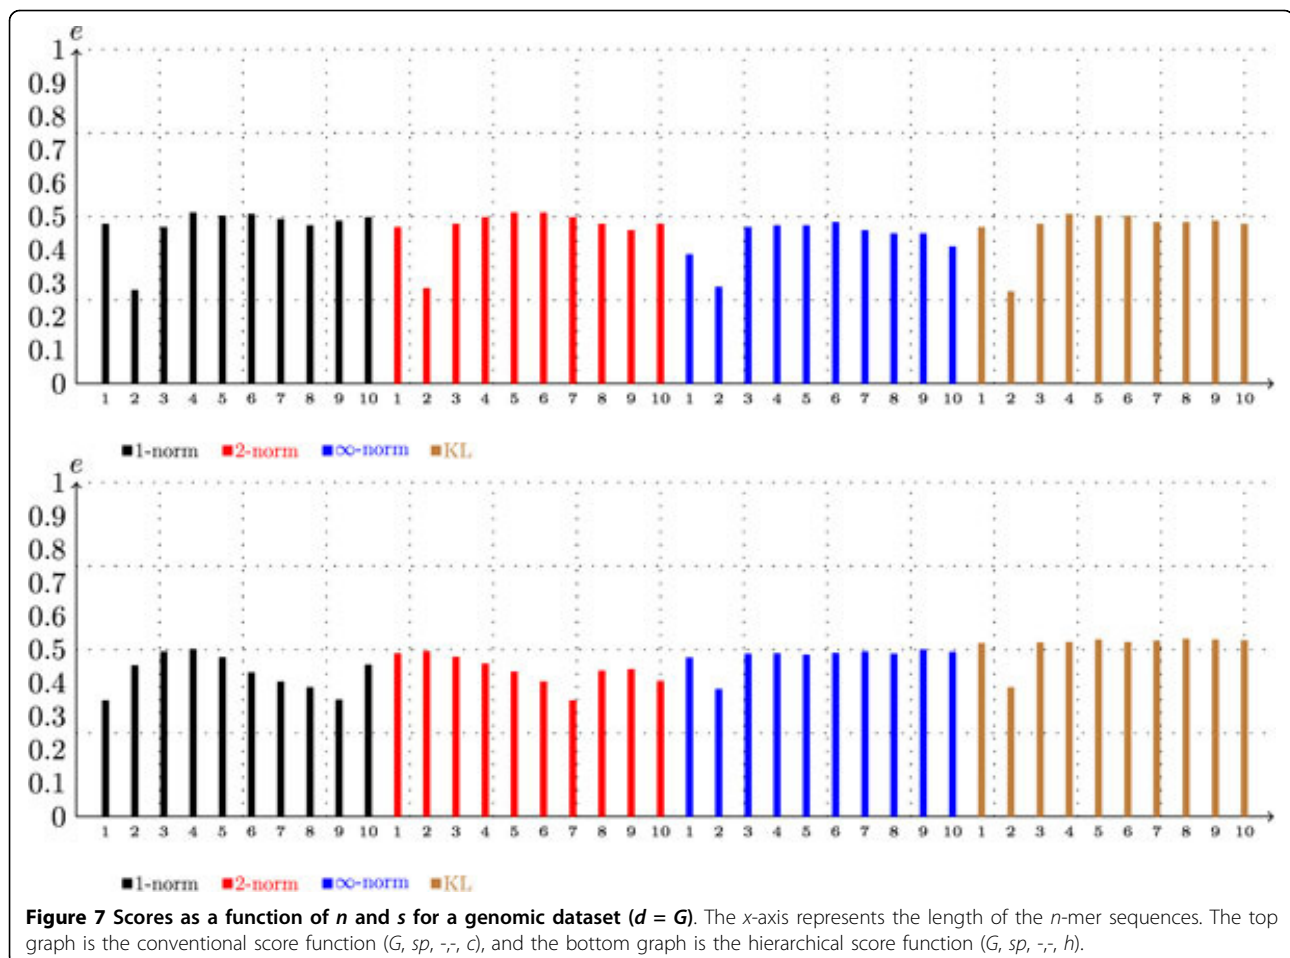 e
1
0.9
0.8
0.7
0.6
0.5
0.4
0.3
0.2
0.1
0
1 2 3 4 5 6 7 8 9 10 1 2 3 4 5 6 7 8 9 10 1 2 3 4 5 6 7 8 9 10 1 2 3 4 5 6 7 8 9 10
1-norm 2-norm ∞-norm KL
e
1
0.9
0.8
0.7
0.6
0.5
0.4
0.3
0.2
0.1
0
1 2 3 4 5 6 7 8 9 10 1 2 3 4 5 6 7 8 9 10 1 2 3 4 5 6 7 8 9 10 1 2 3 4 5 6 7 8 9 10
1-norm 2-norm ∞-norm KL
Figure 7 Scores as a function of n and s for a genomic dataset (d = G). The x-axis represents the length of the n-mer sequences. The top
graph is the conventional score function (G, sp, -,-, c), and the bottom graph is the hierarchical score function (G, sp, -,-, h).